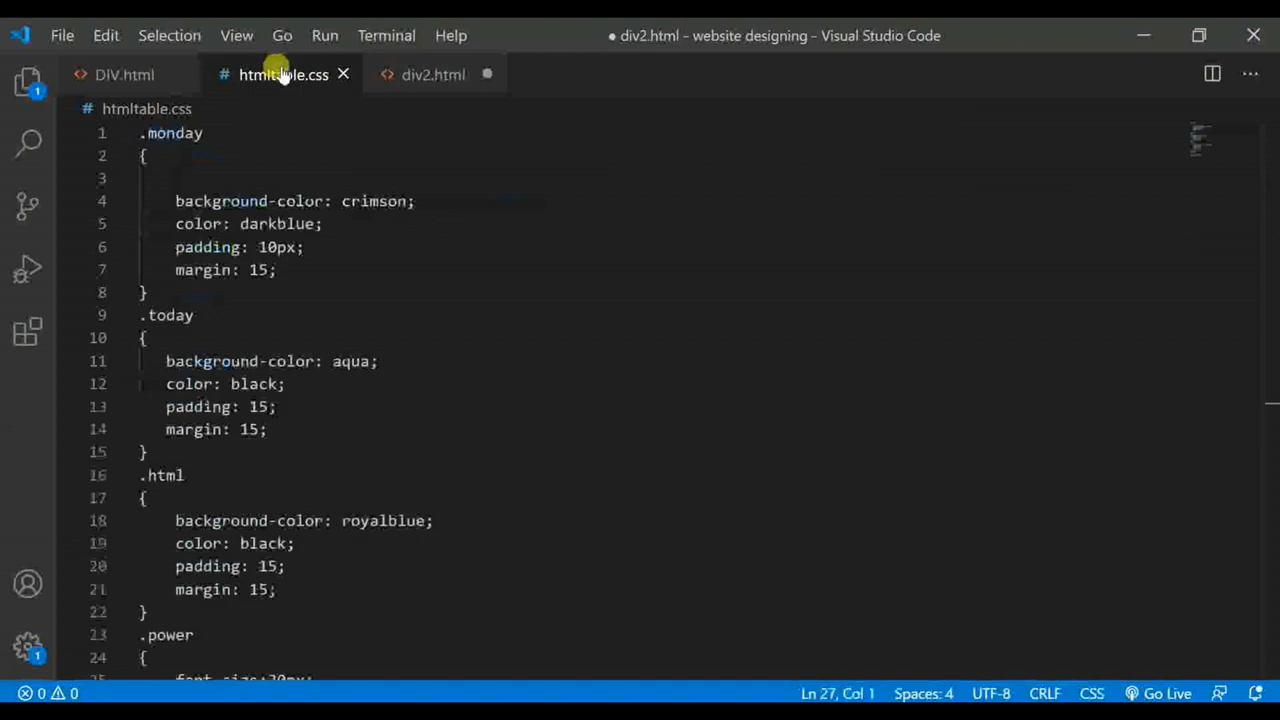 File Edit Selection View Go Run Terminal Help ● div2.html - website designing - Visual Studio Code
DIV.html # htmltable.css div2.html
# htmltable.css
1 .monday
2 {
3
4 background-color: crimson;
5 color: darkblue;
6 padding: 10px;
7 margin: 15;
8 }
9 .today
10 {
11 background-color: aqua;
12 color: black;
13 padding: 15;
14 margin: 15;
15 }
16 .html
17 {
18 background-color: royalblue;
19 color: black;
20 padding: 15;
21 margin: 15;
22 }
23 .power
24 {
1
1
0 0 Ln 27, Col 1 Spaces: 4 UTF-8 CRLF CSS Go Live